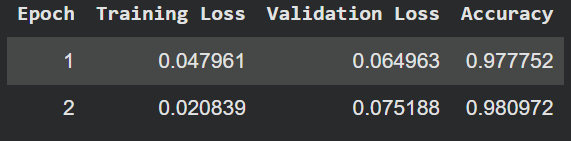 Epoch Training Loss Validation Loss Accuracy
1 0.047961 0.064963 0.977752
2 0.020839 0.075188 0.980972